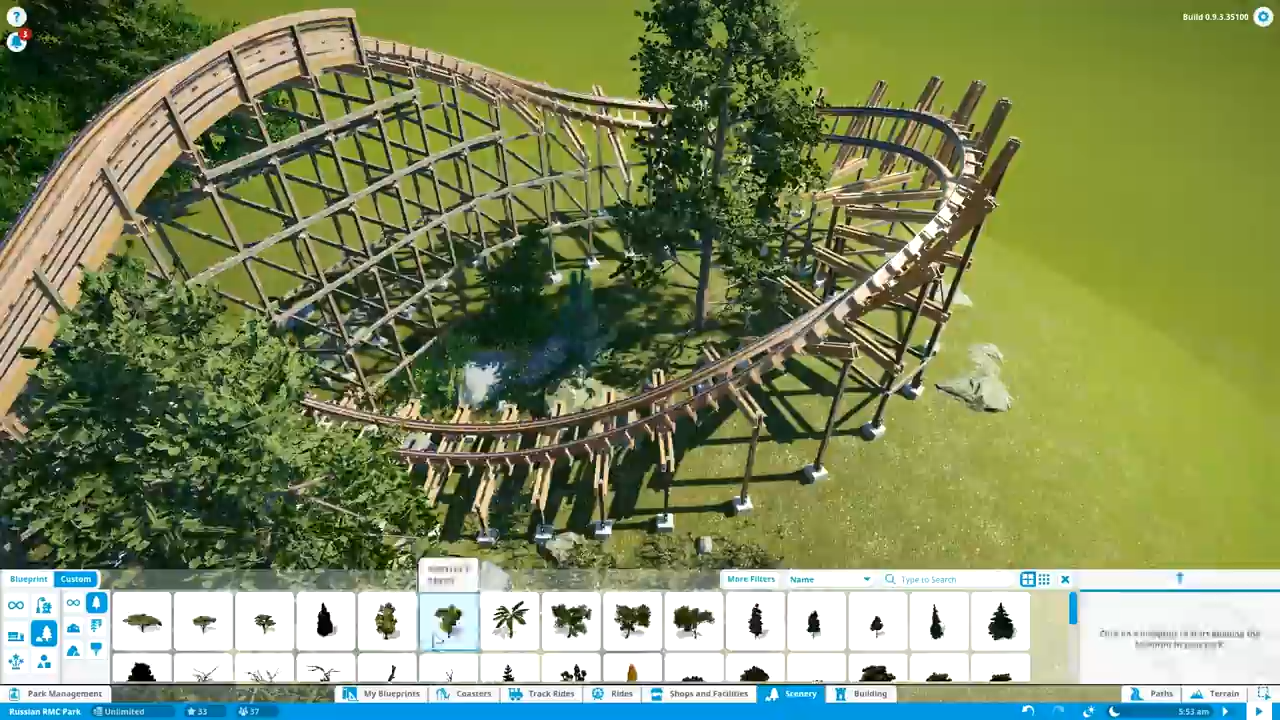 ?
3
Build 0.9.3.35100
Blueprint Custom
More Filters Name Type to Search
Park Management My Blueprints Coasters Track Rides Rides Shops and Facilities Scenery Building Paths Terrain
Russian RMC Park Unlimited 33 37 5:53 am